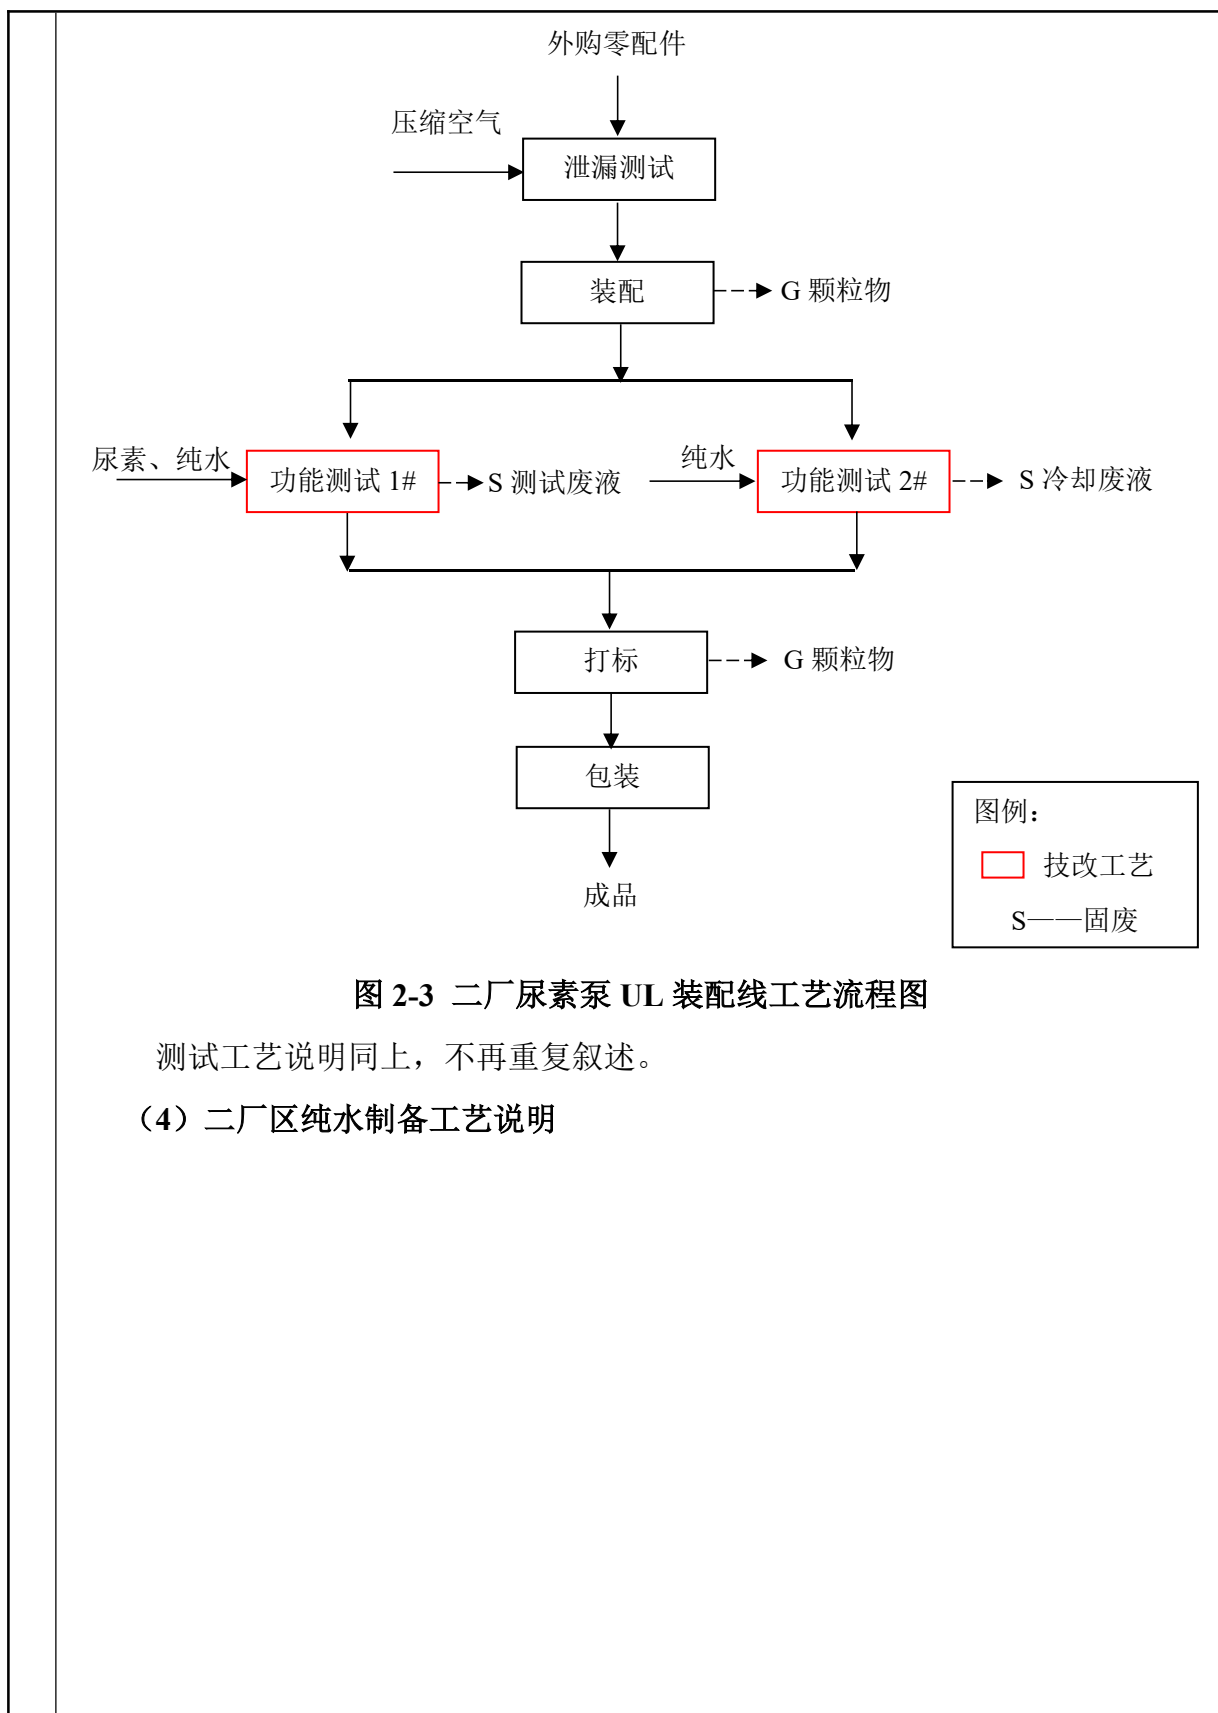 外购零配件
压缩空气
泄漏测试
装配
G 颗粒物
尿素、纯水
功能测试 1#
S 测试废液
纯水
功能测试 2#
S 冷却废液
打标
G 颗粒物
包装
成品
图例：
技改工艺
S——固废
图 2-3 二厂尿素泵 UL 装配线工艺流程图
测试工艺说明同上，不再重复叙述。
（4）二厂区纯水制备工艺说明